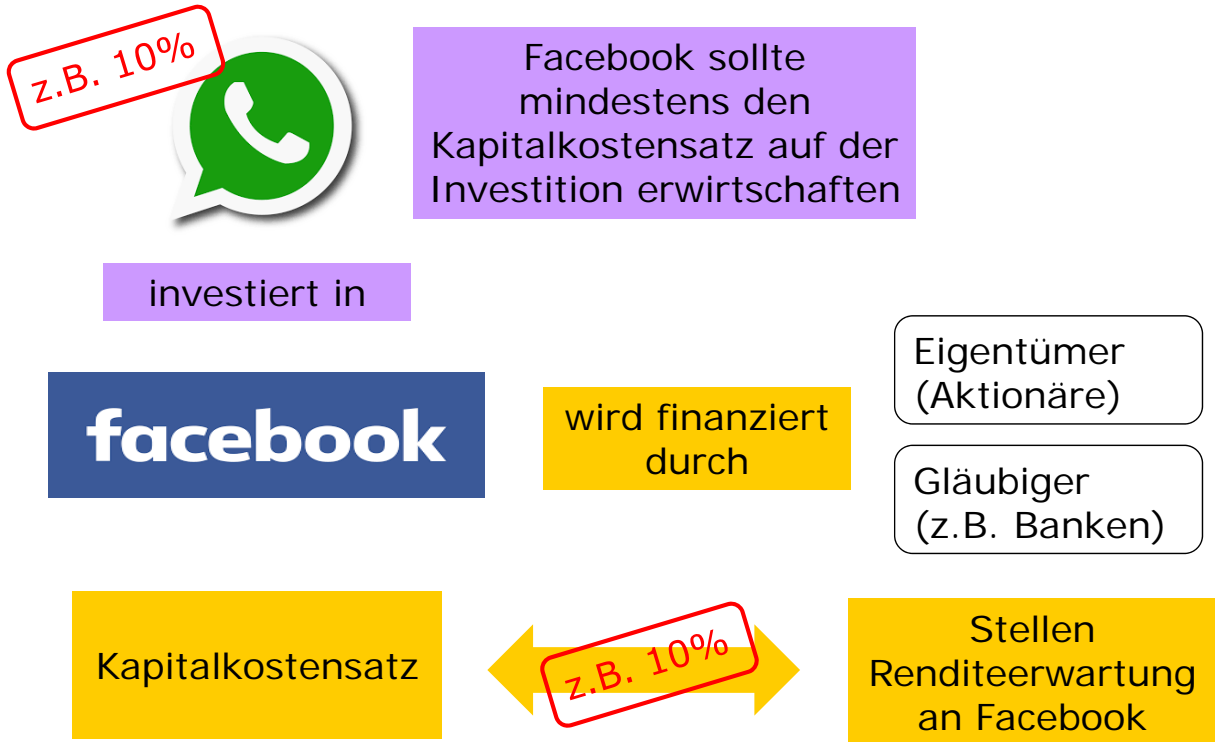 z.B. 10%
Facebook sollte
mindestens den
Kapitalkostensatz auf der
Investition erwirtschaften
investiert in
facebook
wird finanziert
durch
Eigentümer
(Aktionäre)
Gläubiger
(z.B. Banken)
Kapitalkostensatz
z.B. 10%
Stellen
Renditeerwartung
an Facebook